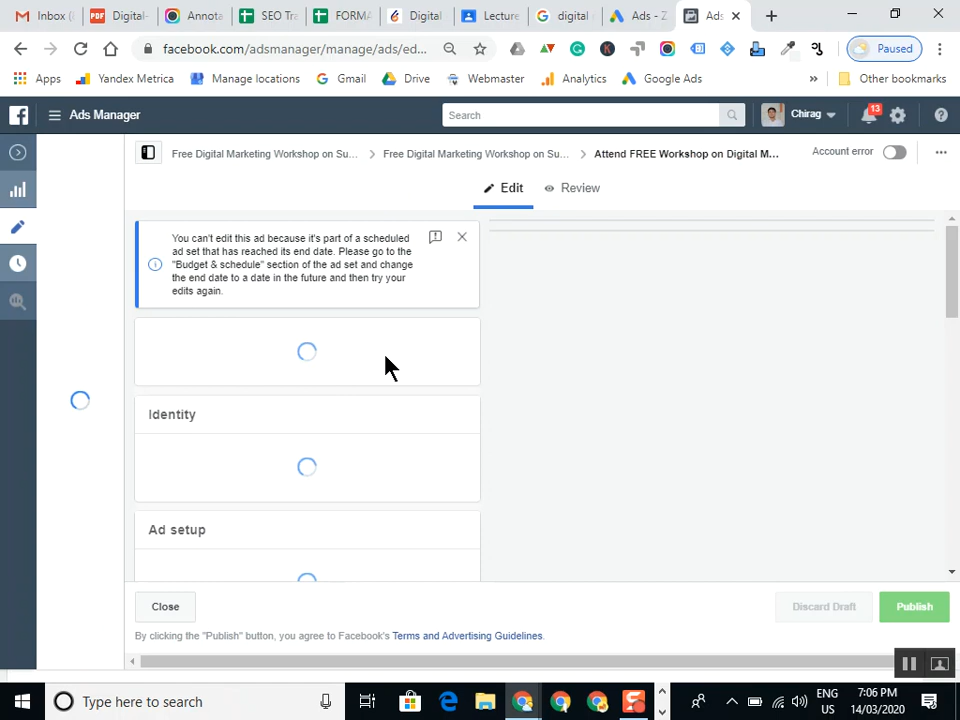 Inbox (
Digital-
Annota
SEO Tra
FORMA
Digital
Lecture
digital
Ads - Z
Ads
facebook.com/adsmanager/manage/ads/ed...
Paused
Apps
Yandex Metrica
Manage locations
Gmail
Drive
Webmaster
Analytics
Google Ads
»
Other bookmarks
Ads Manager
Search
Chirag
13
Free Digital Marketing Workshop on Su...
Free Digital Marketing Workshop on Su...
Attend FREE Workshop on Digital M...
Account error
Edit
Review
You can't edit this ad because it's part of a scheduled
ad set that has reached its end date. Please go to the
"Budget & schedule" section of the ad set and change
the end date to a date in the future and then try your
edits again.
Identity
Ad setup
Close
Discard Draft
Publish
By clicking the "Publish" button, you agree to Facebook's Terms and Advertising Guidelines.
Type here to search
ENG
US
7:06 PM
14/03/2020